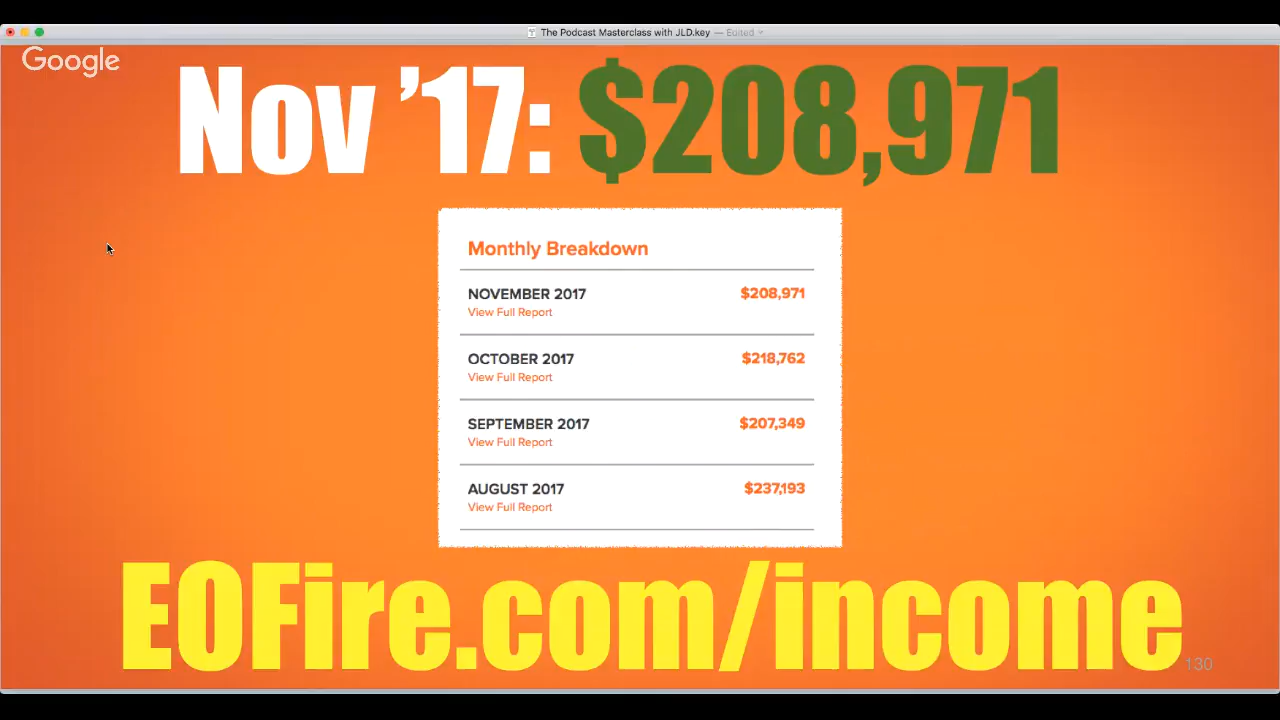 The Podcast Masterclass with JLD.key — Edited
Google
Nov ’17: $208,971
Monthly Breakdown
NOVEMBER 2017 $208,971
View Full Report
OCTOBER 2017 $218,762
View Full Report
SEPTEMBER 2017 $207,349
View Full Report
AUGUST 2017 $237,193
View Full Report
EOFire.com/income
130